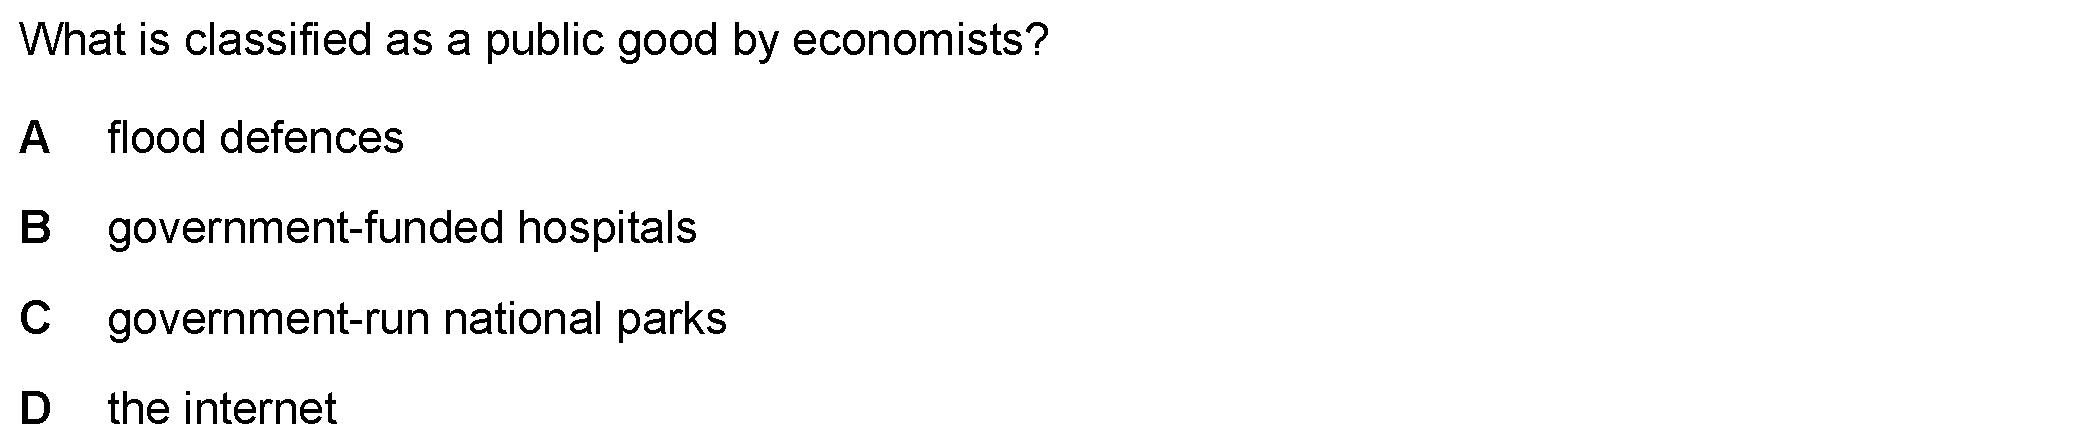 What is classified as a public good by economists?
A flood defences
B government-funded hospitals
C government-run national parks
D the internet